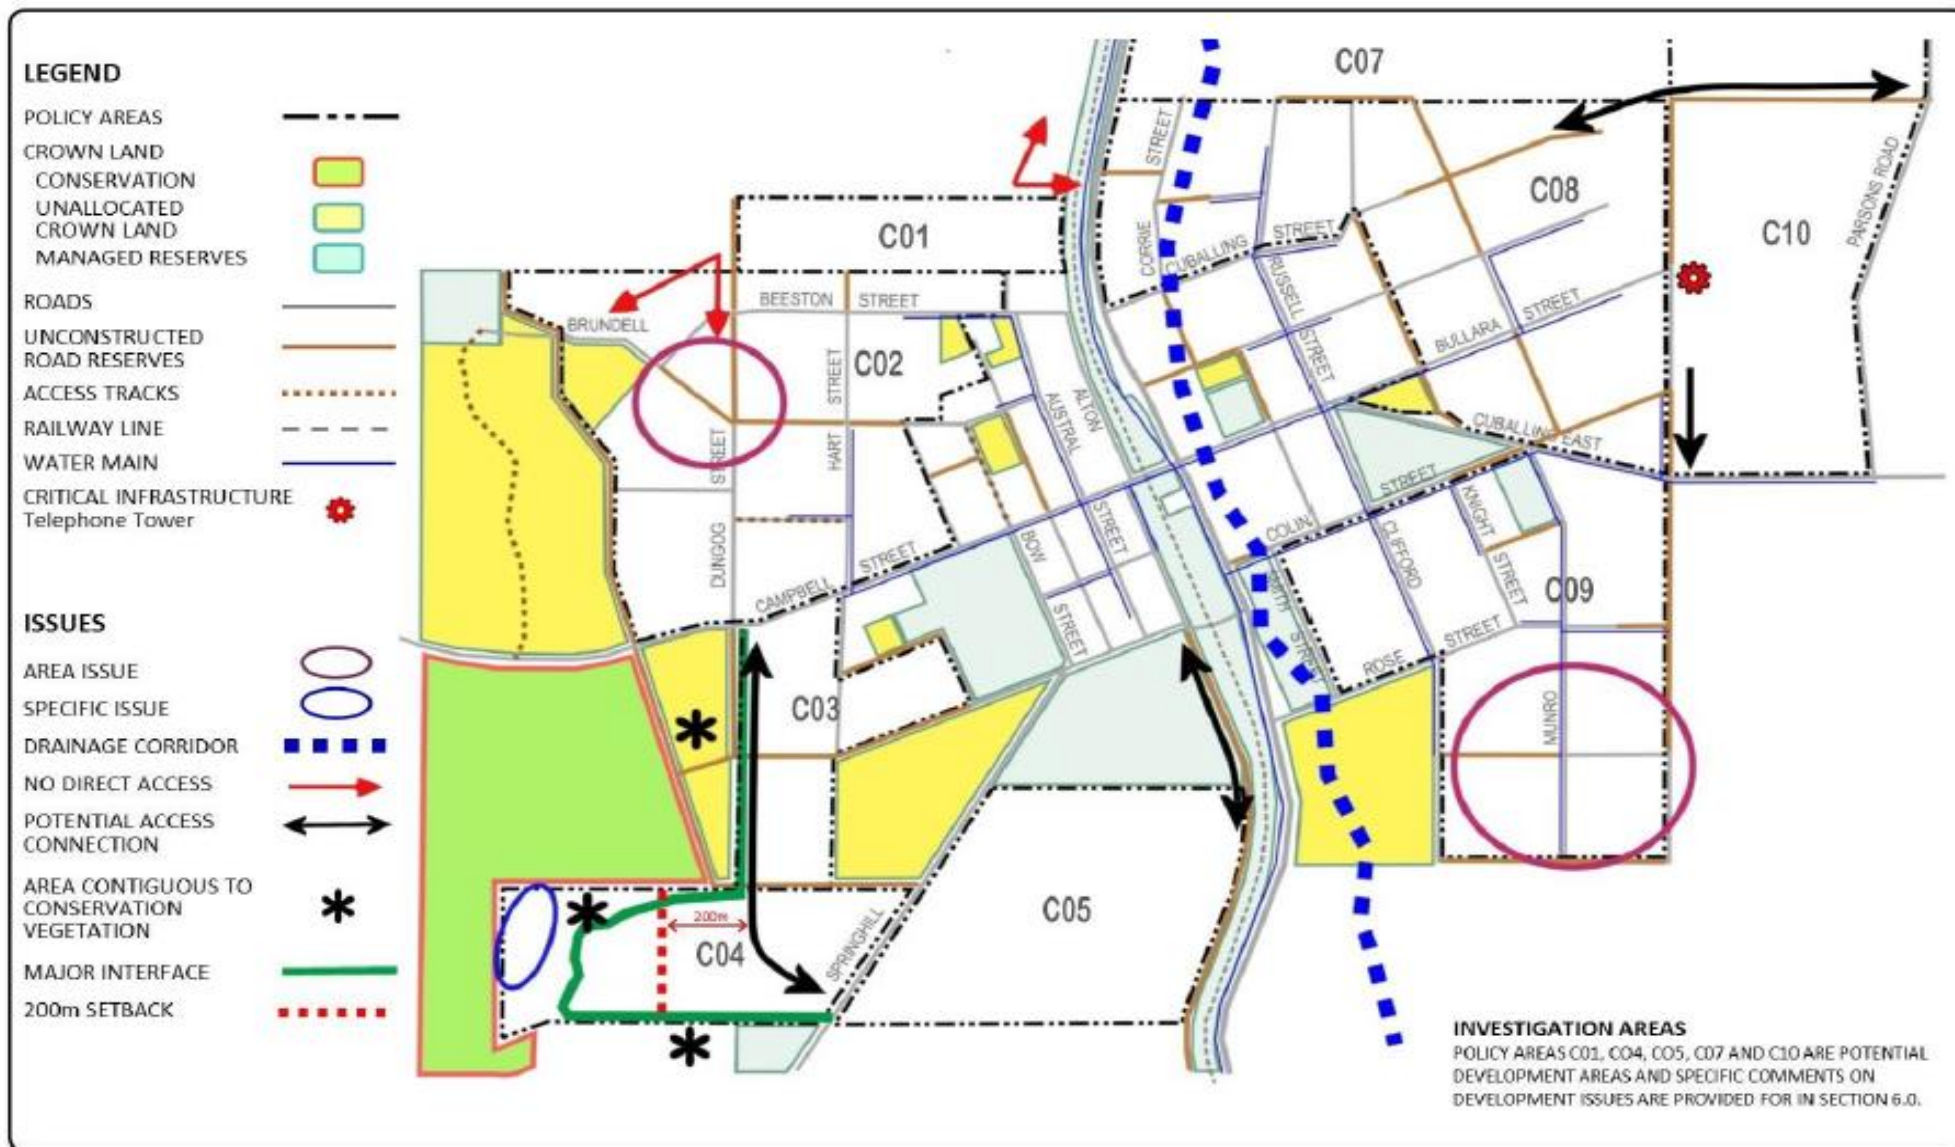 LEGEND
POLICY AREAS
CROWN LAND
CONSERVATION
UNALLOCATED
CROWN LAND
MANAGED RESERVES
ROADS
UNCONSTRUCTED
ROAD RESERVES
ACCESS TRACKS
RAILWAY LINE
WATER MAIN
CRITICAL INFRASTRUCTURE
Telephone Tower
ISSUES
AREA ISSUE
SPECIFIC ISSUE
DRAINAGE CORRIDOR
NO DIRECT ACCESS
POTENTIAL ACCESS
CONNECTION
AREA CONTIGUOUS TO
CONSERVATION
VEGETATION
MAJOR INTERFACE
200m SETBACK
C07
C01
C08
C10
PARSONS ROAD
CORRIE STREET
CUBALLING STREET
RUSSELL STREET
BULLARA STREET
BEESTON STREET
BRUNDELL
C02
HART STREET
DUNGOG STREET
AUSTRAL STREET
ALTON
CUBALLING EAST
CAMPBELL STREET
BOW STREET
COLIN STREET
CLIFFORD
KNIGHT STREET
C09
ROSE STREET
MUNRO
STREET
C03
200m
C04
SPRINGHILL
C05
INVESTIGATION AREAS
POLICY AREAS C01, CO4, CO5, C07 AND C10 ARE POTENTIAL
DEVELOPMENT AREAS AND SPECIFIC COMMENTS ON
DEVELOPMENT ISSUES ARE PROVIDED FOR IN SECTION 6.0.